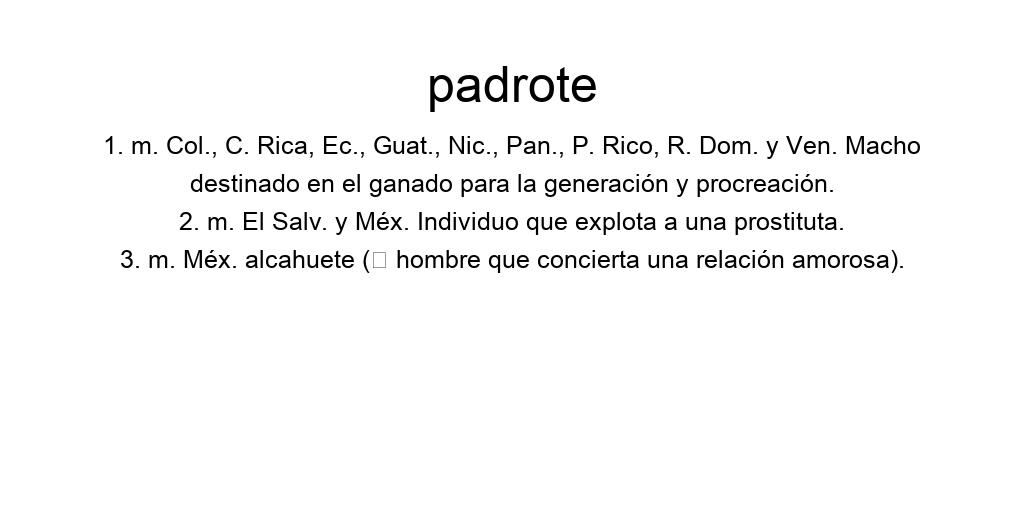 padrote
1. m. Col., C. Rica, Ec., Guat., Nic., Pan., P. Rico, R. Dom. y Ven. Macho
destinado en el ganado para la generación y procreación.
2. m. El Salv. y Méx. Individuo que explota a una prostituta.
3. m. Méx. alcahuete (▯ hombre que concierta una relación amorosa).